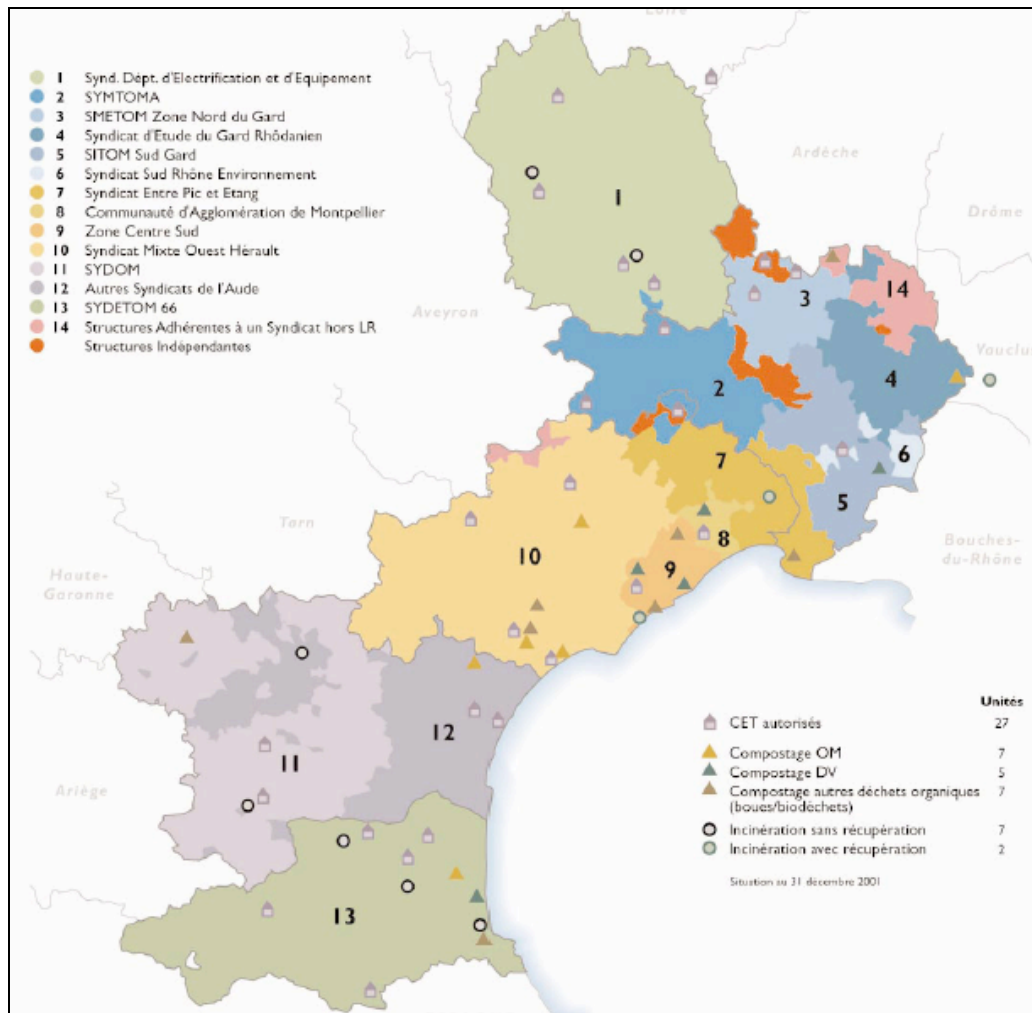 Loire
1 Synd. Dépt. d'Electrification et d'Equipement
2 SYMTOMA
3 SMETOM Zone Nord du Gard
4 Syndicat d'Etude du Gard Rhôdanien
5 SITOM Sud Gard
6 Syndicat Sud Rhône Environnement
7 Syndicat Entre Pic et Etang
8 Communauté d'Agglomération de Montpellier
9 Zone Centre Sud
10 Syndicat Mixte Ouest Hérault
11 SYDOM
12 Autres Syndicats de l'Aude
13 SYDETOM 66
14 Structures Adhérentes à un Syndicat hors LR
Structures Indépendantes
Ardèche
Drôme
1
3
14
Aveyron
Vauclus
2
4
7
6
5
Tarn
8
Bouches-
du-Rhône
10
9
Haute-
Garonne
12
11
Ariège
13
Unités
CET autorisés 27
Compostage OM 7
Compostage DV 5
Compostage autres déchets organiques 7
(boues/biodéchets)
Incinération sans récupération 7
Incinération avec récupération 2
Situation au 31 décembre 2001